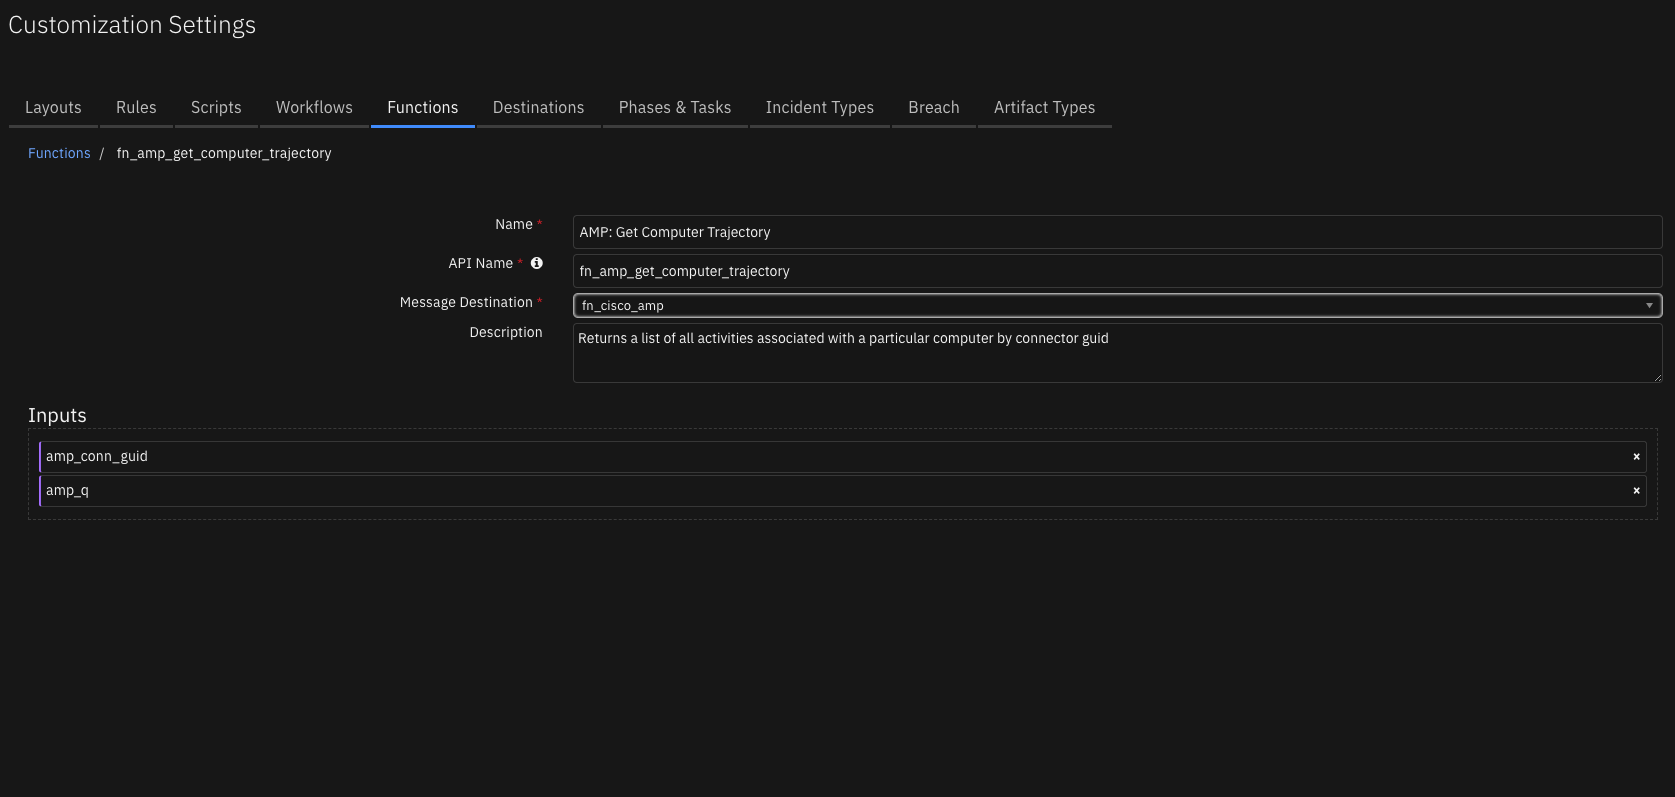 Customization Settings
Layouts Rules Scripts Workflows Functions Destinations Phases & Tasks Incident Types Breach Artifact Types
Functions / fn_amp_get_computer_trajectory
Name * AMP: Get Computer Trajectory
API Name * fn_amp_get_computer_trajectory
Message Destination * fn_cisco_amp
Description Returns a list of all activities associated with a particular computer by connector guid
Inputs
amp_conn_guid ×
amp_q ×